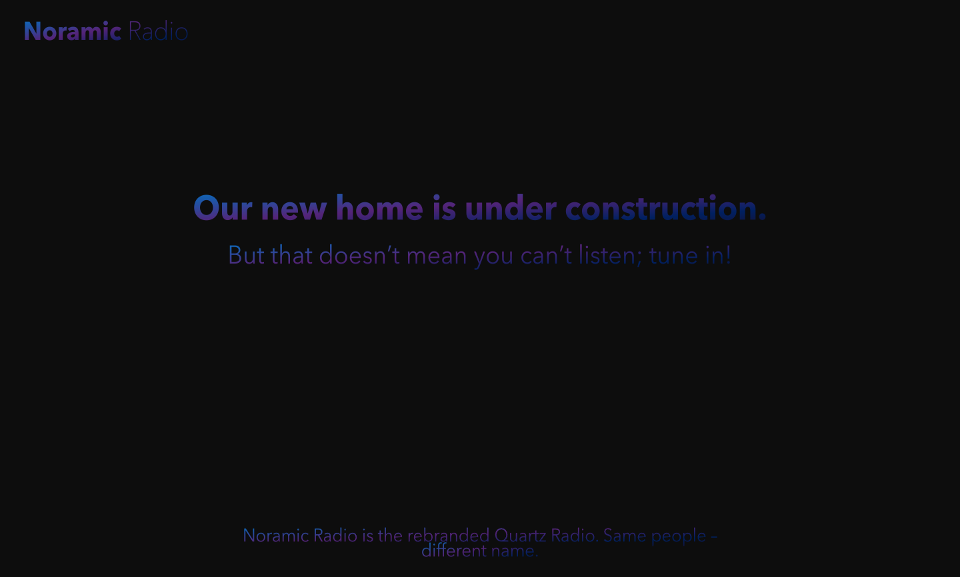 Noramic Radio
Our new home is under construction.
But that doesn’t mean you can’t listen; tune in!
Noramic Radio is the rebranded Quartz Radio. Same people –
different name.